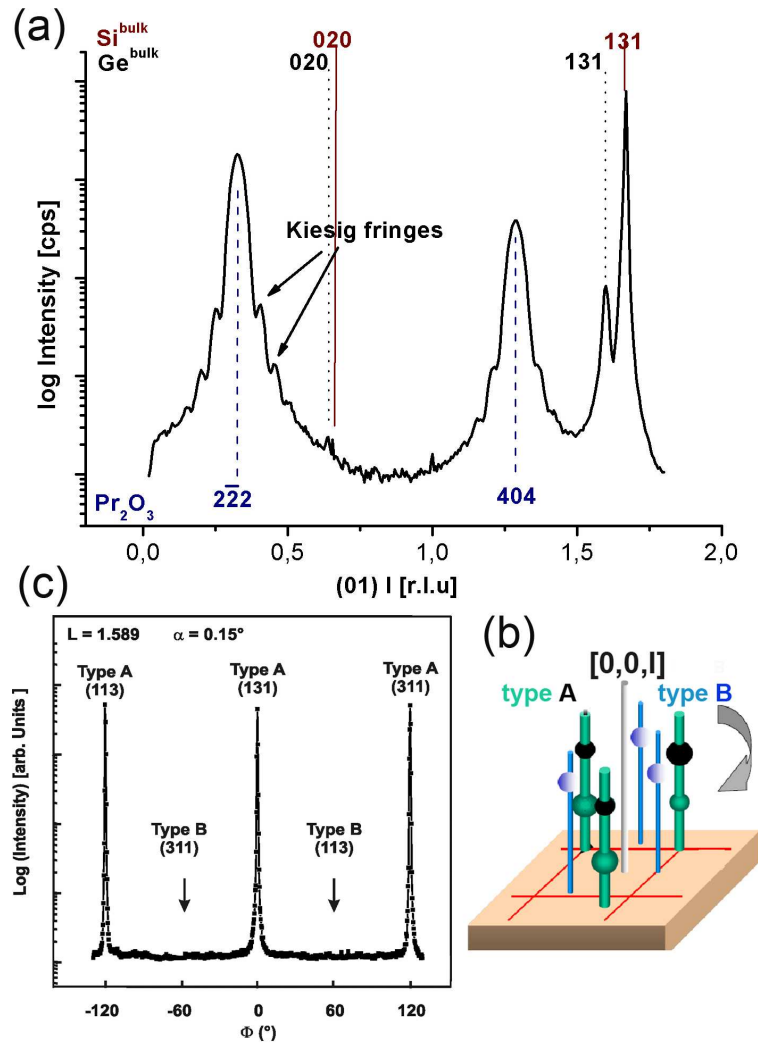 (a)
Si^bulk 020 131
Ge^bulk 020 131
Kiesig fringes
log Intensity [cps]
Pr₂O₃ 22̅2 404
0,0 0,5 1,0 1,5 2,0
(01) l [r.l.u]
(c)
L = 1.589 α = 0.15°
Type A Type A Type A
(113) (131) (311)
Type B Type B
(311) (113)
Log (Intensity) [arb. Units]
-120 -60 0 60 120
Φ (°)
(b)
[0,0,l]
type A type B